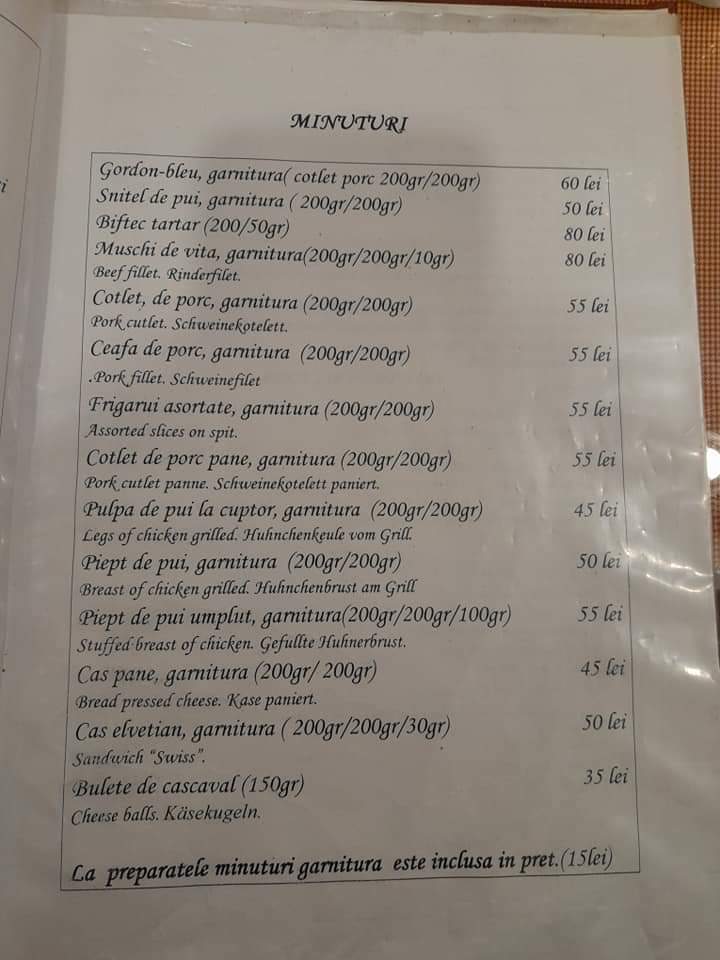 MINUTURI
Gordon-bleu, garnitura( cotlet porc 200gr/200gr) 60 lei
Snitel de pui, garnitura ( 200gr/200gr) 50 lei
Biftec tartar (200/50gr) 80 lei
Muschi de vita, garnitura(200gr/200gr/10gr) 80 lei
Beef fillet. Rinderfilet.
Cotlet, de porc, garnitura (200gr/200gr) 55 lei
Pork cutlet. Schweinekotelett.
Ceafa de porc, garnitura (200gr/200gr) 55 lei
.Pork fillet. Schweinefilet
Frigarui asortate, garnitura (200gr/200gr) 55 lei
Assorted slices on spit.
Cotlet de porc pane, garnitura (200gr/200gr) 55 lei
Pork cutlet panne. Schweinekotelett paniert.
Pulpa de pui la cuptor, garnitura (200gr/200gr) 45 lei
Legs of chicken grilled. Huhnchenkeule vom Grill.
Piept de pui, garnitura (200gr/200gr) 50 lei
Breast of chicken grilled. Huhnchenbrust am Grill
Piept de pui umplut, garnitura(200gr/200gr/100gr) 55 lei
Stuffed breast of chicken. Gefullte Huhnerbrust.
Cas pane, garnitura (200gr/ 200gr) 45 lei
Bread pressed cheese. Kase paniert.
Cas elvetian, garnitura ( 200gr/200gr/30gr) 50 lei
Sandwich “Swiss”.
Bulete de cascaval (150gr) 35 lei
Cheese balls. Käsekugeln.
La preparatele minuturi garnitura este inclusa in pret.(15lei)